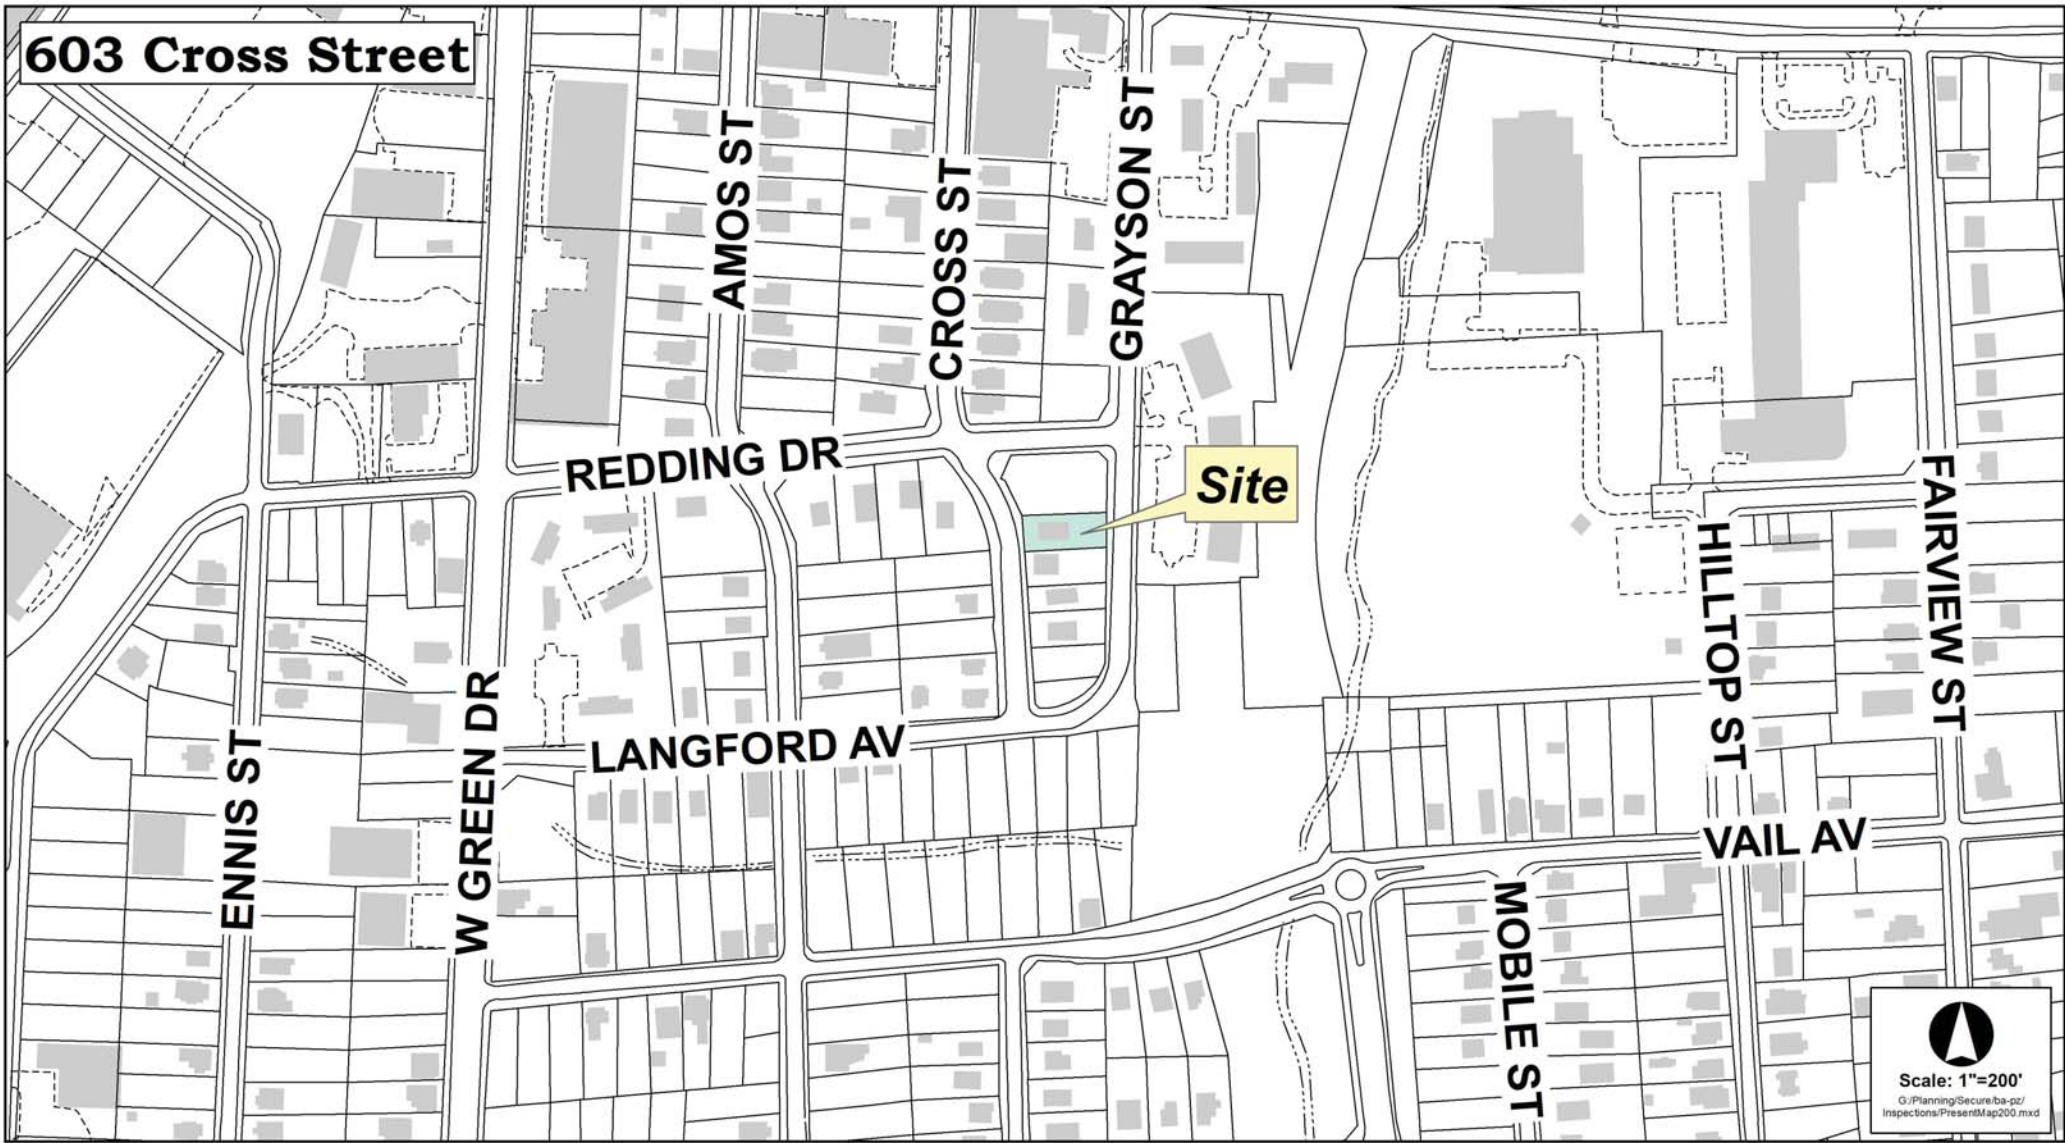 603 Cross Street
AMOS ST
CROSS ST
GRAYSON ST
REDDING DR
Site
FAIRVIEW ST
HILLTOP ST
ENNIS ST
W GREEN DR
LANGFORD AV
VAIL AV
MOBILE ST
Scale: 1"=200'
G:/Planning/Secure/ba-pz/
Inspections/PresentMap200.mxd